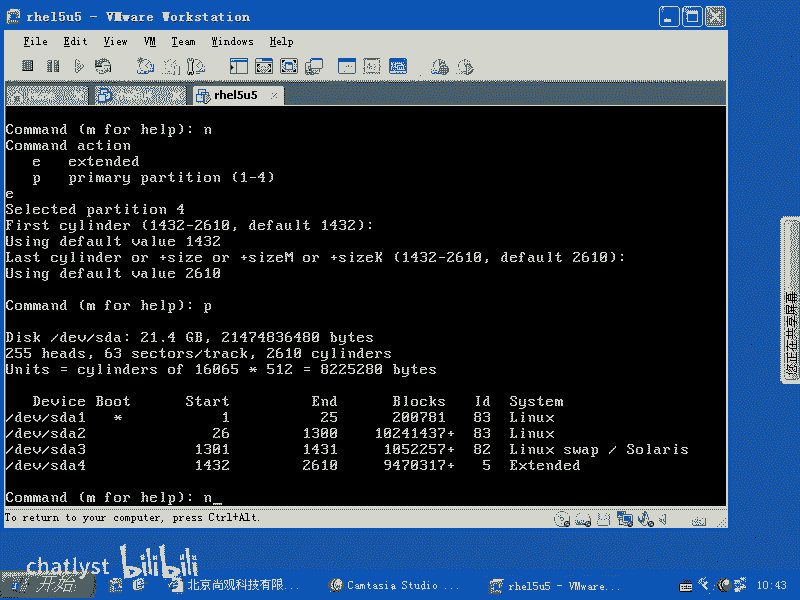 rhel5u5 - VMware Workstation
File Edit View VM Team Windows Help
rhel5u5
Command (m for help): n
Command action
e extended
p primary partition (1-4)
e
Selected partition 4
First cylinder (1432-2610, default 1432):
Using default value 1432
Last cylinder or +size or +sizeM or +sizeK (1432-2610, default 2610):
Using default value 2610
Command (m for help): p
Disk /dev/sda: 21.4 GB, 21474836480 bytes
255 heads, 63 sectors/track, 2610 cylinders
Units = cylinders of 16065 * 512 = 8225280 bytes
Device Boot Start End Blocks Id System
/dev/sda1 * 1 25 200781 83 Linux
/dev/sda2 26 1300 10241437+ 83 Linux
/dev/sda3 1301 1431 1052257+ 82 Linux swap / Solaris
/dev/sda4 1432 2610 9470317+ 5 Extended
Command (m for help): n_
To return to your computer, press Ctrl+Alt.
您正在共享屏幕
chatlyst bilibili
开始
北京尚观科技有限...
Camtasia Studio ...
rhel5u5 - VMware...
10:43